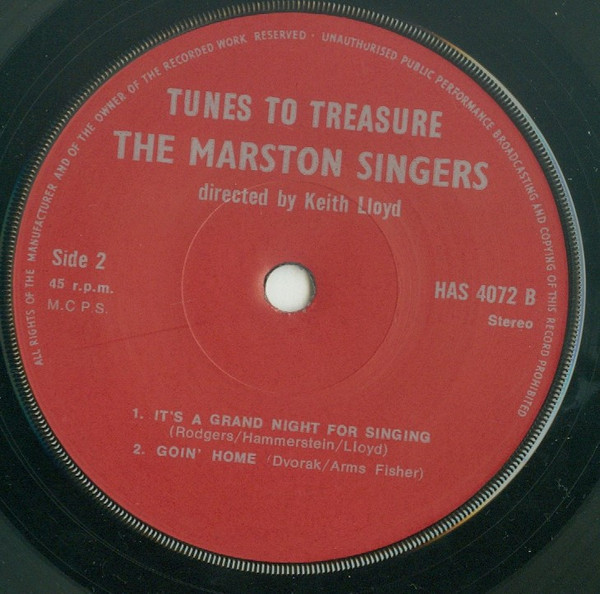 ALL RIGHTS OF THE MANUFACTURER AND OF THE OWNER OF THE RECORDED WORK RESERVED · UNAUTHORISED PUBLIC PERFORMANCE BROADCASTING AND COPYING OF THIS RECORD PROHIBITED
TUNES TO TREASURE
THE MARSTON SINGERS
directed by Keith Lloyd
Side 2
45 r.p.m.
M.C P S.
HAS 4072 B
Stereo
1. IT'S A GRAND NIGHT FOR SINGING
(Rodgers/Hammerstein/Lloyd)
2. GOIN' HOME (Dvorak/Arms Fisher)